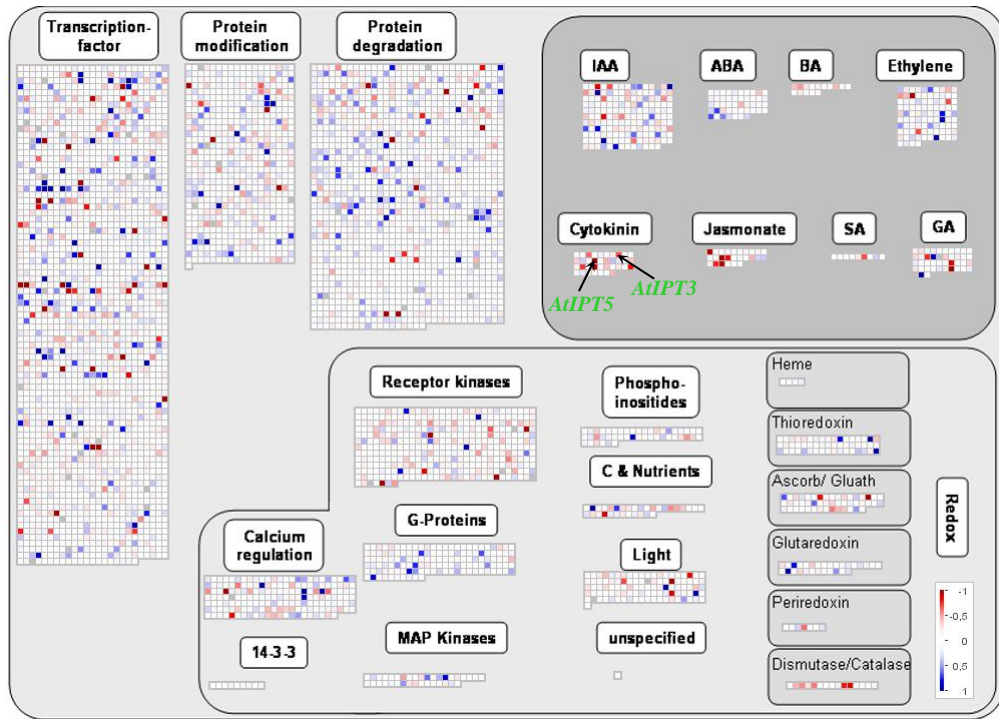 Transcription-
factor
Protein
modification
Protein
degradation
IAA
ABA
BA
Ethylene
Cytokinin
Jasmonate
SA
GA
AtIPT5
AtIPT3
Receptor kinases
Phospho-
inositides
C & Nutrients
G-Proteins
Calcium
regulation
Light
14-3-3
MAP Kinases
unspecified
Heme
Thioredoxin
Ascorb/ Gluath
Glutaredoxin
Periredoxin
Dismutase/Catalase
Redox
-1
-0,5
0
0,5
1